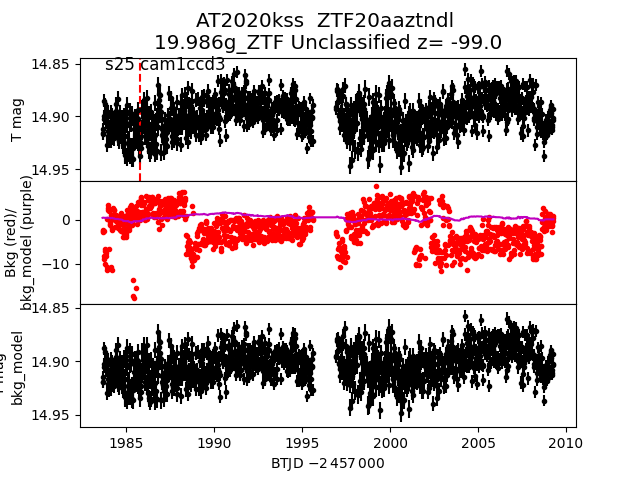 AT2020kss  ZTF20aaztndl
19.986g_ZTF Unclassified z= -99.0
s25 cam1ccd3
14.85
14.90
14.95
T mag
0
−10
Bkg (red)/
bkg_model (purple)
14.85
14.90
14.95
bkg_model
1985
1990
1995
2000
2005
2010
BTJD −2 457 000